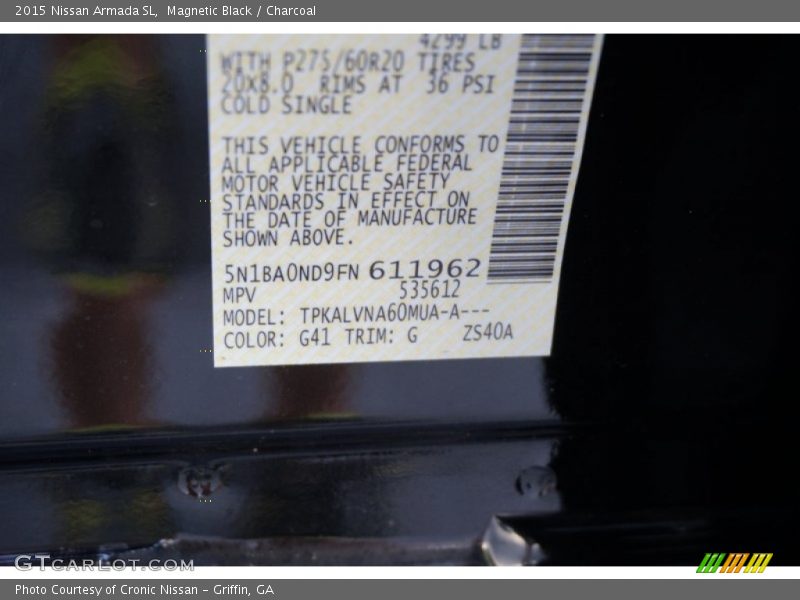 2015 Nissan Armada SL, Magnetic Black / Charcoal
4299 LB
WITH P275/60R20 TIRES
20X8.0 RIMS AT 36 PSI
COLD SINGLE
THIS VEHICLE CONFORMS TO
ALL APPLICABLE FEDERAL
MOTOR VEHICLE SAFETY
STANDARDS IN EFFECT ON
THE DATE OF MANUFACTURE
SHOWN ABOVE.
5N1BA0ND9FN 611962
MPV 535612
MODEL: TPKALVNA60MUA-A---
COLOR: G41 TRIM: G ZS40A
GTCARLOT.COM
Photo Courtesy of Cronic Nissan - Griffin, GA